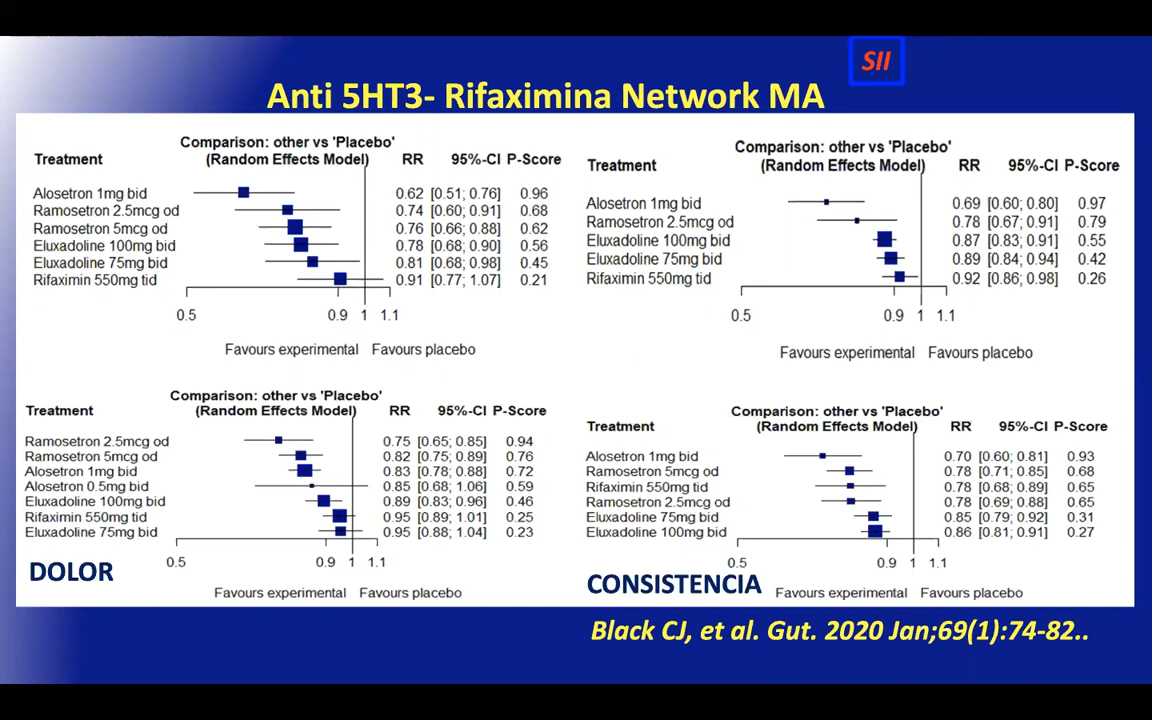 SII
Anti 5HT3- Rifaximina Network MA
Comparison: other vs 'Placebo'
Treatment (Random Effects Model) RR 95%-CI P-Score
Alosetron 1mg bid 0.62 [0.51; 0.76] 0.96
Ramosetron 2.5mcg od 0.74 [0.60; 0.91] 0.68
Ramosetron 5mcg od 0.76 [0.66; 0.88] 0.62
Eluxadoline 100mg bid 0.78 [0.68; 0.90] 0.56
Eluxadoline 75mg bid 0.81 [0.68; 0.98] 0.45
Rifaximin 550mg tid 0.91 [0.77; 1.07] 0.21
0.5 0.9 1 1.1
Favours experimental Favours placebo
Comparison: other vs 'Placebo'
Treatment (Random Effects Model) RR 95%-CI P-Score
Alosetron 1mg bid 0.69 [0.60; 0.80] 0.97
Ramosetron 2.5mcg od 0.78 [0.67; 0.91] 0.79
Eluxadoline 100mg bid 0.87 [0.83; 0.91] 0.55
Eluxadoline 75mg bid 0.89 [0.84; 0.94] 0.42
Rifaximin 550mg tid 0.92 [0.86; 0.98] 0.26
0.5 0.9 1 1.1
Favours experimental Favours placebo
Comparison: other vs 'Placebo'
Treatment (Random Effects Model) RR 95%-CI P-Score
Ramosetron 2.5mcg od 0.75 [0.65; 0.85] 0.94
Ramosetron 5mcg od 0.82 [0.75; 0.89] 0.76
Alosetron 1mg bid 0.83 [0.78; 0.88] 0.72
Alosetron 0.5mg bid 0.85 [0.68; 1.06] 0.59
Eluxadoline 100mg bid 0.89 [0.83; 0.96] 0.46
Rifaximin 550mg tid 0.95 [0.89; 1.01] 0.25
Eluxadoline 75mg bid 0.95 [0.88; 1.04] 0.23
0.5 0.9 1 1.1
DOLOR
Favours experimental Favours placebo
Comparison: other vs 'Placebo'
Treatment (Random Effects Model) RR 95%-CI P-Score
Alosetron 1mg bid 0.70 [0.60; 0.81] 0.93
Ramosetron 5mcg od 0.78 [0.71; 0.85] 0.68
Rifaximin 550mg tid 0.78 [0.68; 0.89] 0.65
Ramosetron 2.5mcg od 0.78 [0.69; 0.88] 0.65
Eluxadoline 75mg bid 0.85 [0.79; 0.92] 0.31
Eluxadoline 100mg bid 0.86 [0.81; 0.91] 0.27
0.5 0.9 1 1.1
CONSISTENCIA
Favours experimental Favours placebo
Black CJ, et al. Gut. 2020 Jan;69(1):74-82..